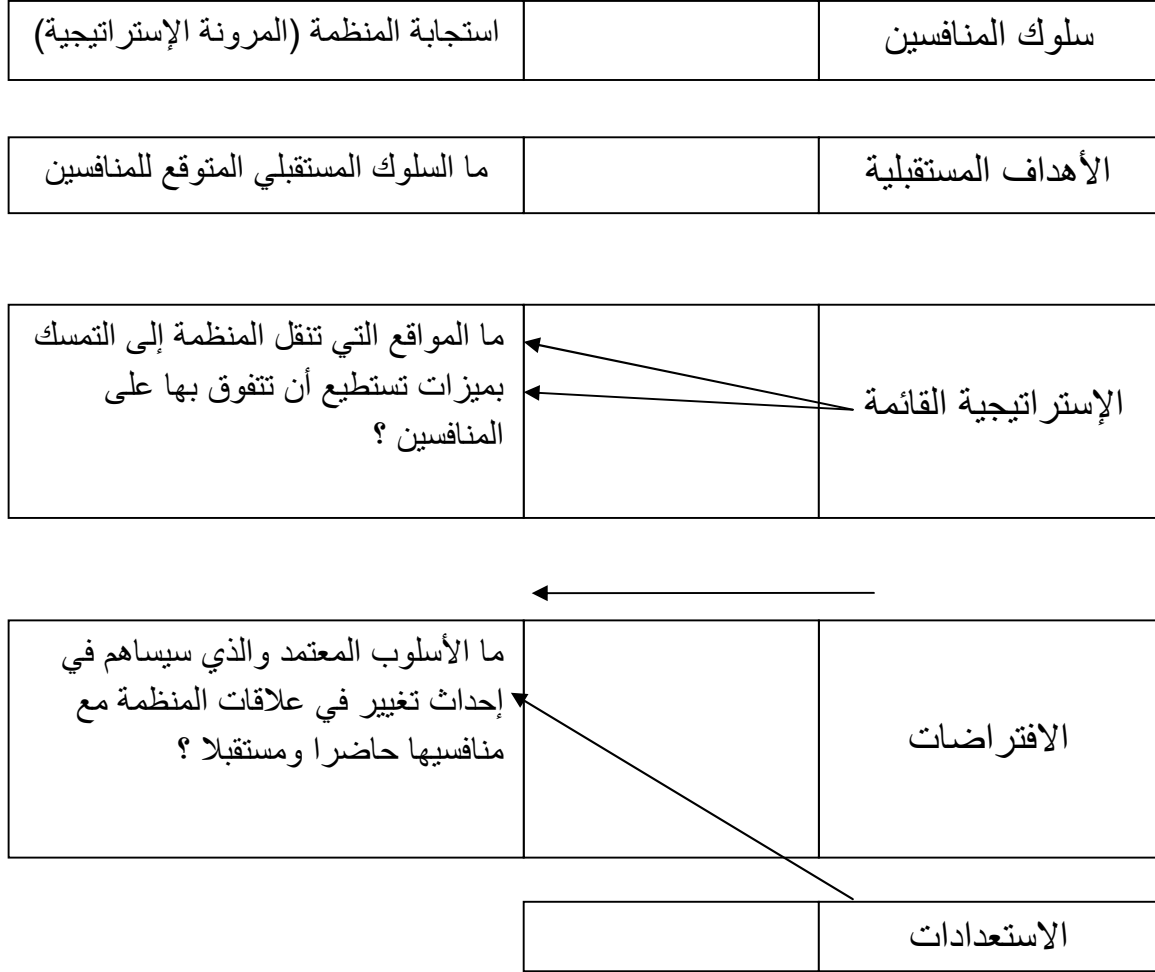 سلوك المنافسين
استجابة المنظمة (المرونة الإستراتيجية)
الأهداف المستقبلية
ما السلوك المستقبلي المتوقع للمنافسين
الإستراتيجية القائمة
ما المواقع التي تنقل المنظمة إلى التمسك
بميزات تستطيع أن تتفوق بها على
المنافسين ؟
الافتراضات
ما الأسلوب المعتمد والذي سيساهم في
إحداث تغيير في علاقات المنظمة مع
منافسيها حاضرا ومستقبلا ؟
الاستعدادات